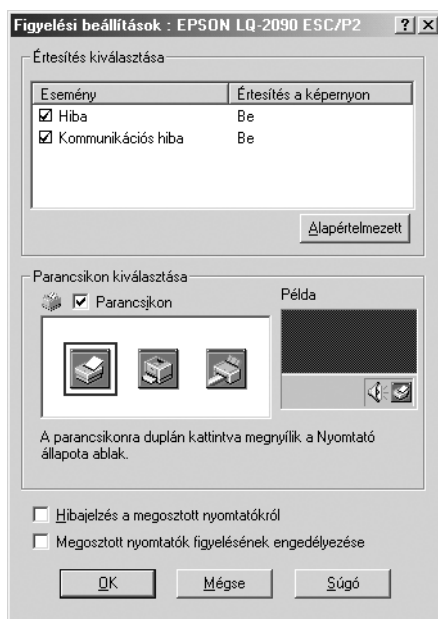 Figyelési beállítások : EPSON LQ-2090 ESC/P2
Értesítés kiválasztása
Esemény Értesítés a képernyon
Hiba Be
Kommunikációs hiba Be
Alapértelmezett
Parancsikon kiválasztása
Parancsikon
Példa
A parancsikonra duplán kattintva megnyílik a Nyomtató
állapota ablak.
Hibajelzés a megosztott nyomtatókról
Megosztott nyomtatók figyelésének engedélyezése
OK Mégse Súgó